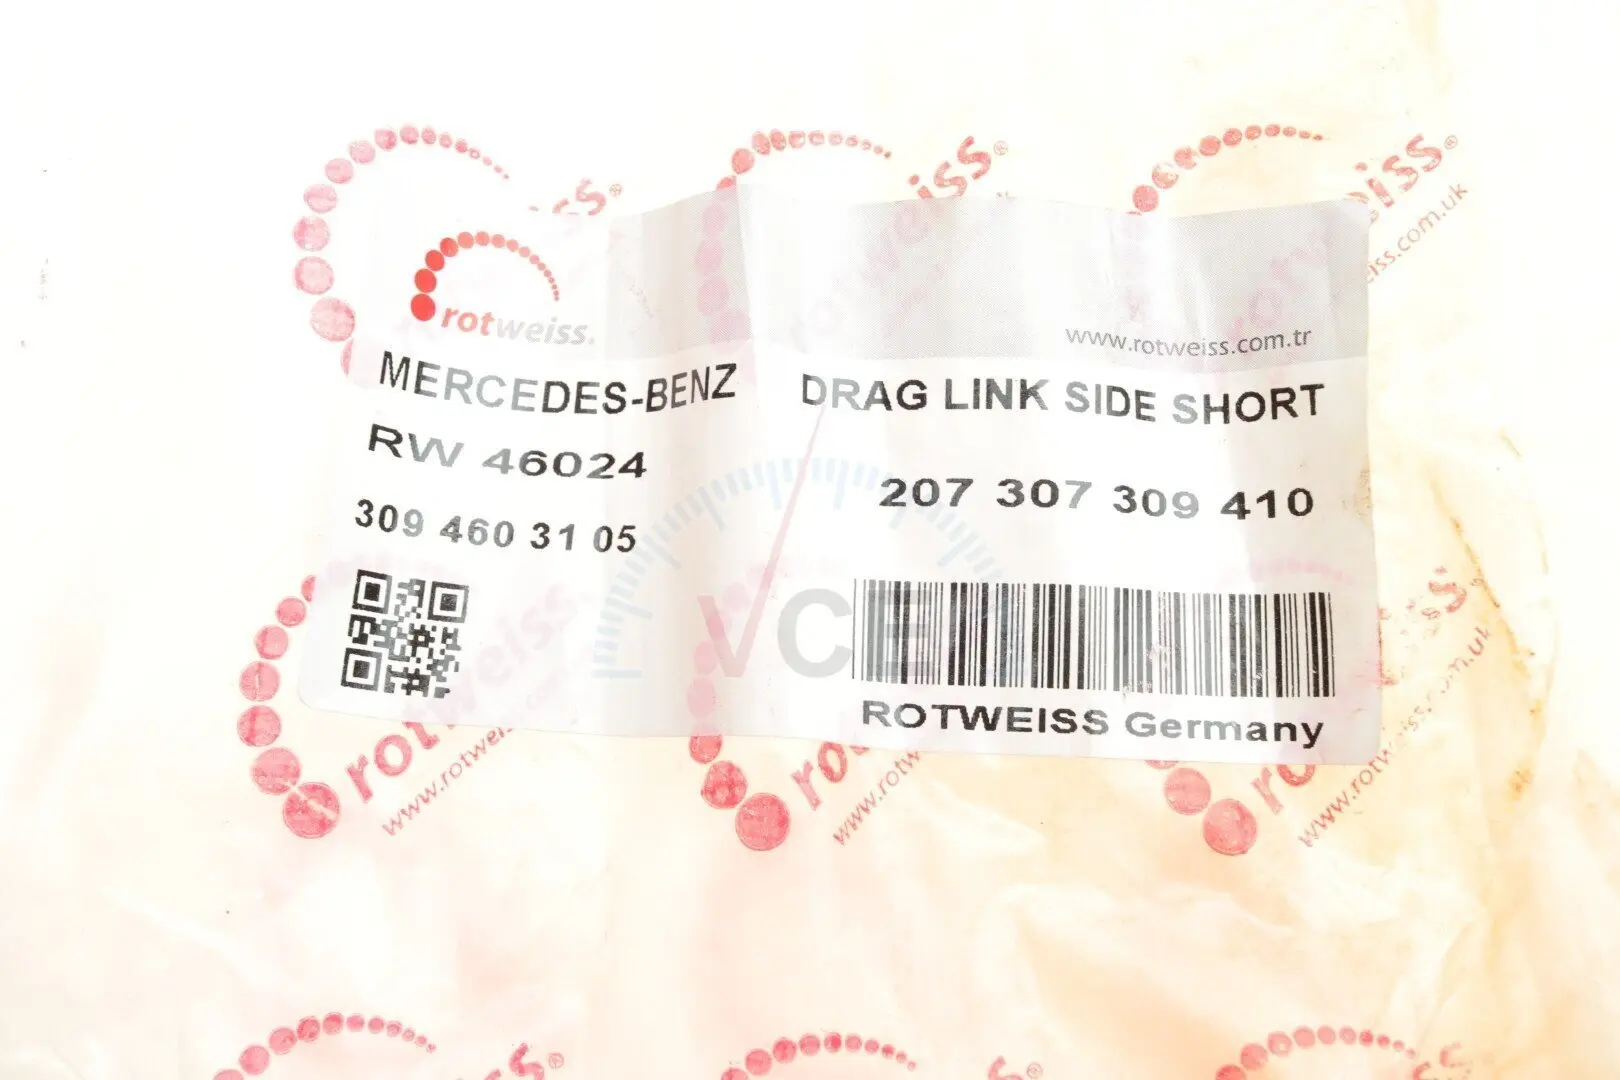 rotweiss.
www.rotweiss.com.tr
MERCEDES-BENZ
DRAG LINK SIDE SHORT
RW 46024
207 307 309 410
309 460 31 05
VCE
ROTWEISS Germany